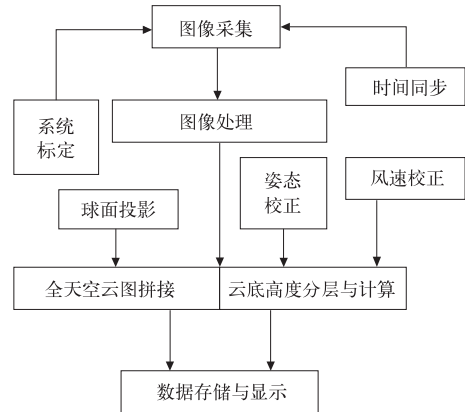 图像采集
时间同步
系统
标定
图像处理
姿态
校正
风速校正
球面投影
全天空云图拼接
云底高度分层与计算
数据存储与显示